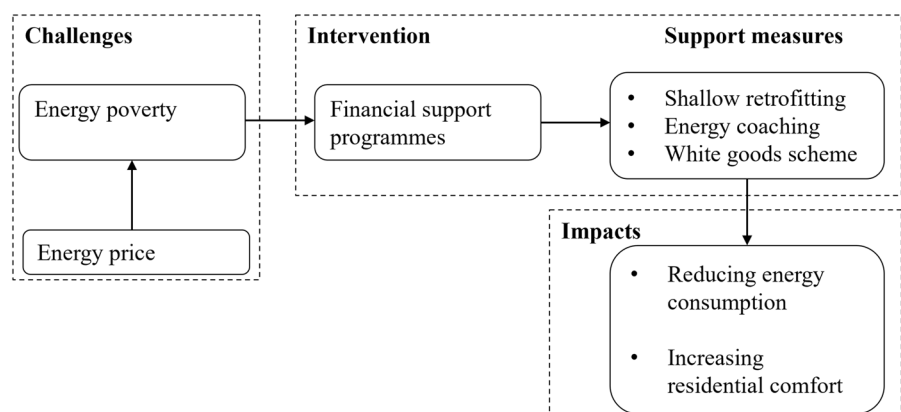 Challenges
Energy poverty
Energy price
Intervention
Support measures
Financial support
programmes
• Shallow retrofitting
• Energy coaching
• White goods scheme
Impacts
• Reducing energy
consumption
• Increasing
residential comfort